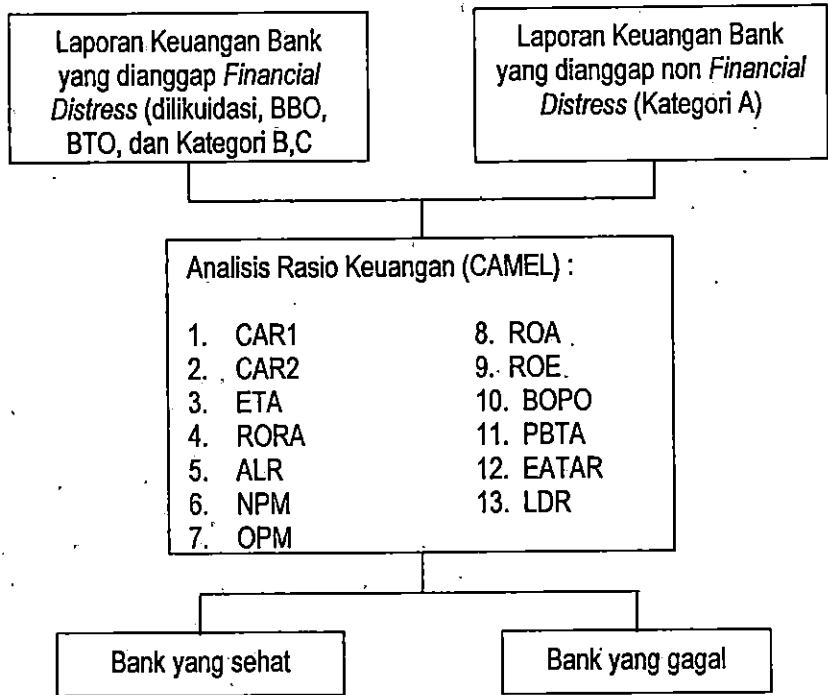 Laporan Keuangan Bank
yang dianggap Financial
Distress (dilikuidasi, BBO,
BTO, dan Kategori B,C
Laporan Keuangan Bank
yang dianggap non Financial
Distress (Kategori A)
Analisis Rasio Keuangan (CAMEL) :
1. CAR1
2. CAR2
3. ETA
4. RORA
5. ALR
6. NPM
7. OPM
8. ROA
9. ROE
10. BOPO
11. PBTA
12. EATAR
13. LDR
Bank yang sehat
Bank yang gagal